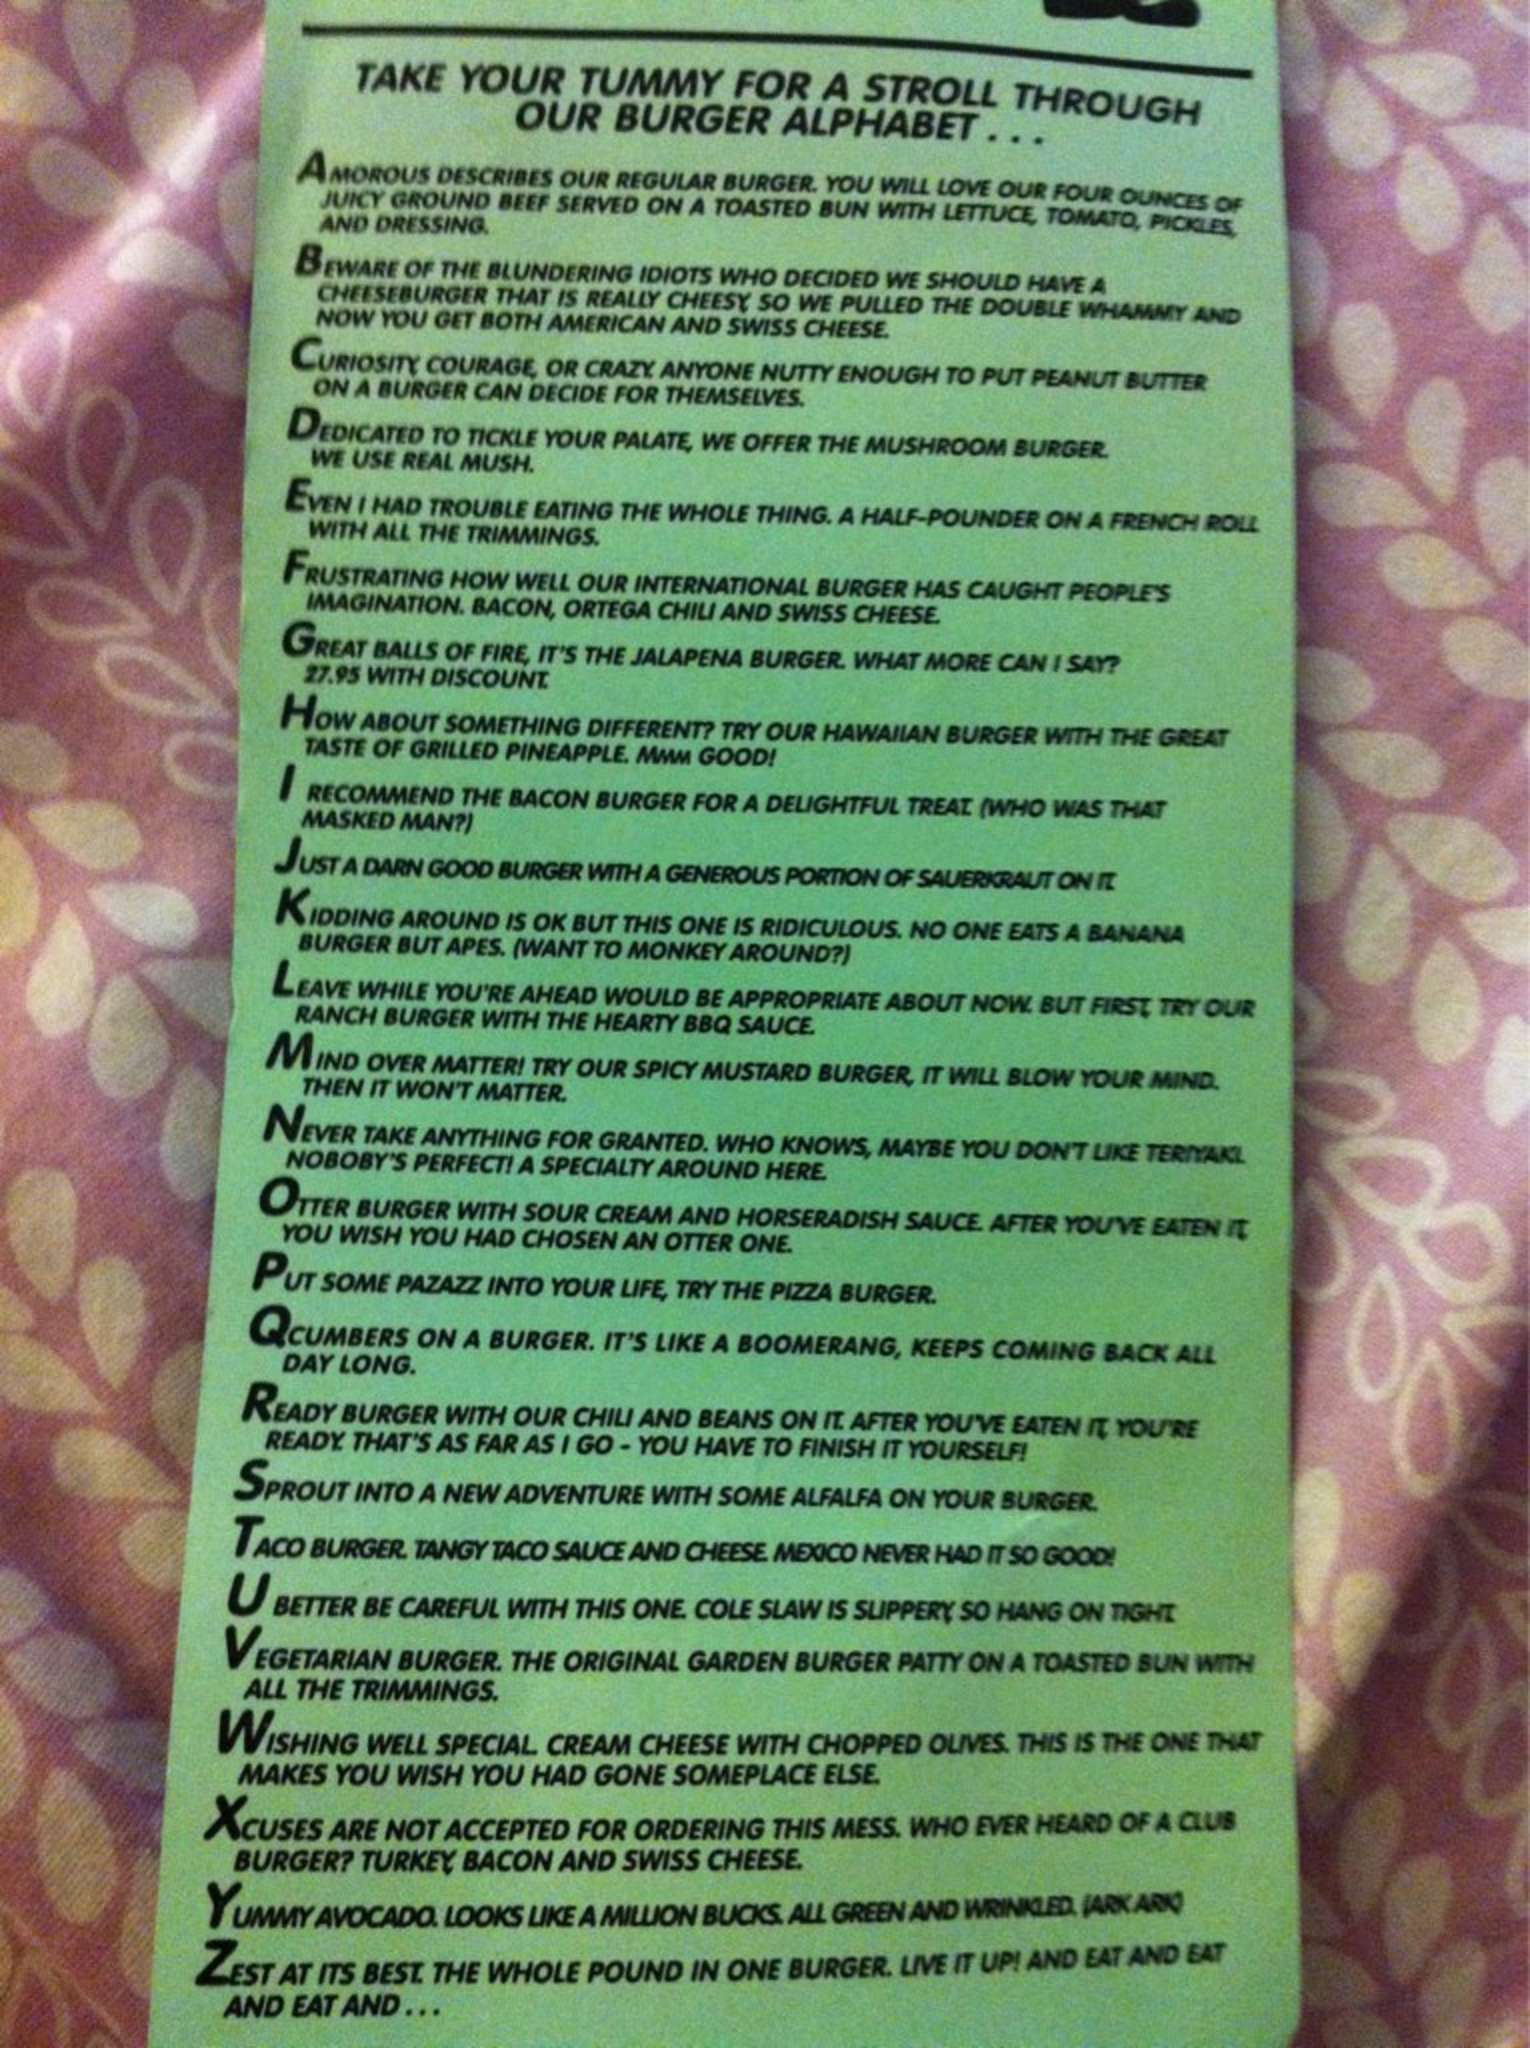 TAKE YOUR TUMMY FOR A STROLL THROUGH
OUR BURGER ALPHABET . . .
AMOROUS DESCRIBES OUR REGULAR BURGER. YOU WILL LOVE OUR FOUR OUNCES OF
JUICY GROUND BEEF SERVED ON A TOASTED BUN WITH LETTUCE, TOMATO, PICKLES,
AND DRESSING.
BEWARE OF THE BLUNDERING IDIOTS WHO DECIDED WE SHOULD HAVE A
CHEESEBURGER THAT IS REALLY CHEESY, SO WE PULLED THE DOUBLE WHAMMY AND
NOW YOU GET BOTH AMERICAN AND SWISS CHEESE.
CURIOSITY, COURAGE, OR CRAZY. ANYONE NUTTY ENOUGH TO PUT PEANUT BUTTER
ON A BURGER CAN DECIDE FOR THEMSELVES.
DEDICATED TO TICKLE YOUR PALATE, WE OFFER THE MUSHROOM BURGER.
WE USE REAL MUSH.
EVEN I HAD TROUBLE EATING THE WHOLE THING. A HALF-POUNDER ON A FRENCH ROLL
WITH ALL THE TRIMMINGS.
FRUSTRATING HOW WELL OUR INTERNATIONAL BURGER HAS CAUGHT PEOPLE'S
IMAGINATION. BACON, ORTEGA CHILI AND SWISS CHEESE.
GREAT BALLS OF FIRE, IT'S THE JALAPENA BURGER. WHAT MORE CAN I SAY?
27.95 WITH DISCOUNT.
HOW ABOUT SOMETHING DIFFERENT? TRY OUR HAWAIIAN BURGER WITH THE GREAT
TASTE OF GRILLED PINEAPPLE. MMM GOOD!
I RECOMMEND THE BACON BURGER FOR A DELIGHTFUL TREAT. (WHO WAS THAT
MASKED MAN?)
JUST A DARN GOOD BURGER WITH A GENEROUS PORTION OF SAUERKRAUT ON IT.
KIDDING AROUND IS OK BUT THIS ONE IS RIDICULOUS. NO ONE EATS A BANANA
BURGER BUT APES. (WANT TO MONKEY AROUND?)
LEAVE WHILE YOU'RE AHEAD WOULD BE APPROPRIATE ABOUT NOW. BUT FIRST, TRY OUR
RANCH BURGER WITH THE HEARTY BBQ SAUCE.
MIND OVER MATTER! TRY OUR SPICY MUSTARD BURGER, IT WILL BLOW YOUR MIND.
THEN IT WON'T MATTER.
NEVER TAKE ANYTHING FOR GRANTED. WHO KNOWS, MAYBE YOU DON'T LIKE TERIYAKI.
NOBOBY'S PERFECT! A SPECIALTY AROUND HERE.
OTTER BURGER WITH SOUR CREAM AND HORSERADISH SAUCE. AFTER YOU'VE EATEN IT,
YOU WISH YOU HAD CHOSEN AN OTTER ONE.
PUT SOME PAZAZZ INTO YOUR LIFE, TRY THE PIZZA BURGER.
QCUMBERS ON A BURGER. IT'S LIKE A BOOMERANG, KEEPS COMING BACK ALL
DAY LONG.
READY BURGER WITH OUR CHILI AND BEANS ON IT. AFTER YOU'VE EATEN IT, YOU'RE
READY. THAT'S AS FAR AS I GO - YOU HAVE TO FINISH IT YOURSELF!
SPROUT INTO A NEW ADVENTURE WITH SOME ALFALFA ON YOUR BURGER.
TACO BURGER. TANGY TACO SAUCE AND CHEESE. MEXICO NEVER HAD IT SO GOOD!
U BETTER BE CAREFUL WITH THIS ONE. COLE SLAW IS SLIPPERY, SO HANG ON TIGHT.
VEGETARIAN BURGER. THE ORIGINAL GARDEN BURGER PATTY ON A TOASTED BUN WITH
ALL THE TRIMMINGS.
WISHING WELL SPECIAL. CREAM CHEESE WITH CHOPPED OLIVES. THIS IS THE ONE THAT
MAKES YOU WISH YOU HAD GONE SOMEPLACE ELSE.
XCUSES ARE NOT ACCEPTED FOR ORDERING THIS MESS. WHO EVER HEARD OF A CLUB
BURGER? TURKEY, BACON AND SWISS CHEESE.
YUMMY AVOCADO. LOOKS LIKE A MILLION BUCKS. ALL GREEN AND WRINKLED. (ARK ARK)
ZEST AT ITS BEST. THE WHOLE POUND IN ONE BURGER. LIVE IT UP! AND EAT AND EAT
AND EAT AND . . .